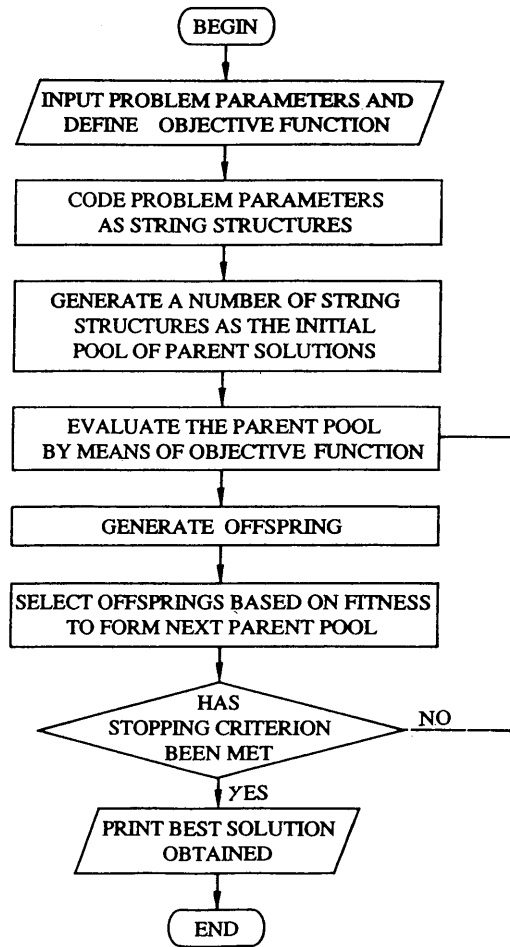 BEGIN
INPUT PROBLEM PARAMETERS AND
DEFINE OBJECTIVE FUNCTION
CODE PROBLEM PARAMETERS
AS STRING STRUCTURES
GENERATE A NUMBER OF STRING
STRUCTURES AS THE INITIAL
POOL OF PARENT SOLUTIONS
EVALUATE THE PARENT POOL
BY MEANS OF OBJECTIVE FUNCTION
GENERATE OFFSPRING
SELECT OFFSPRINGS BASED ON FITNESS
TO FORM NEXT PARENT POOL
HAS
STOPPING CRITERION
BEEN MET
NO
YES
PRINT BEST SOLUTION
OBTAINED
END